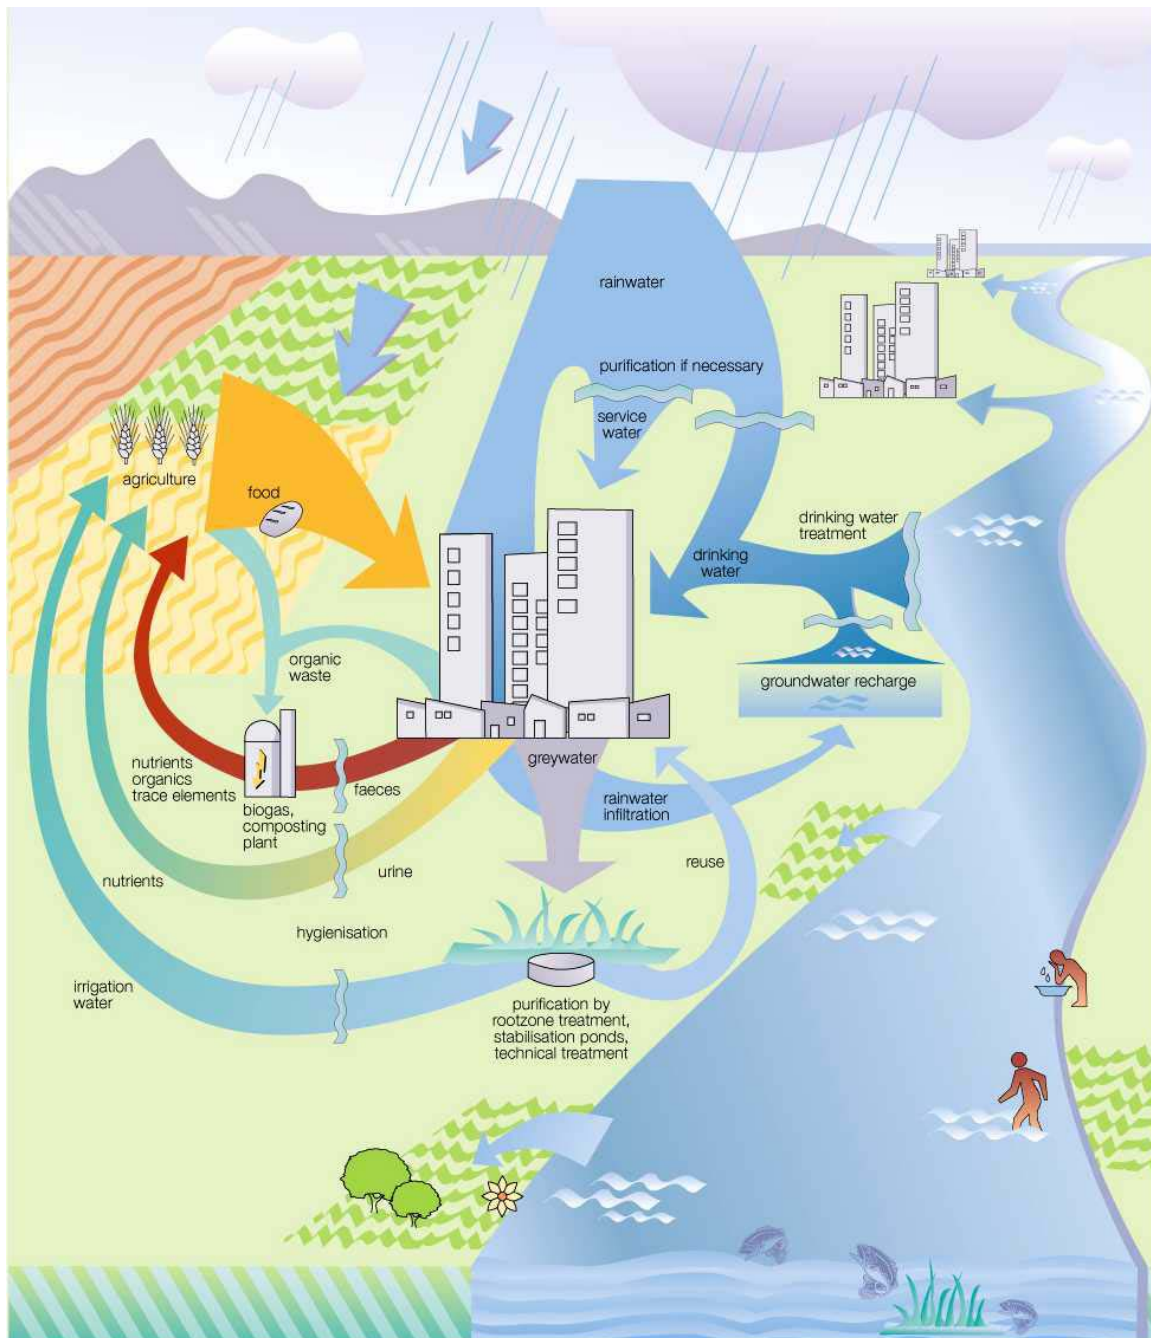 rainwater
purification if necessary
service
water
agriculture
food
drinking water
treatment
drinking
water
organic
waste
groundwater recharge
nutrients
organics
trace elements
faeces
greywater
biogas,
composting
plant
rainwater
infiltration
nutrients
urine
reuse
hygienisation
irrigation
water
purification by
rootzone treatment,
stabilisation ponds,
technical treatment